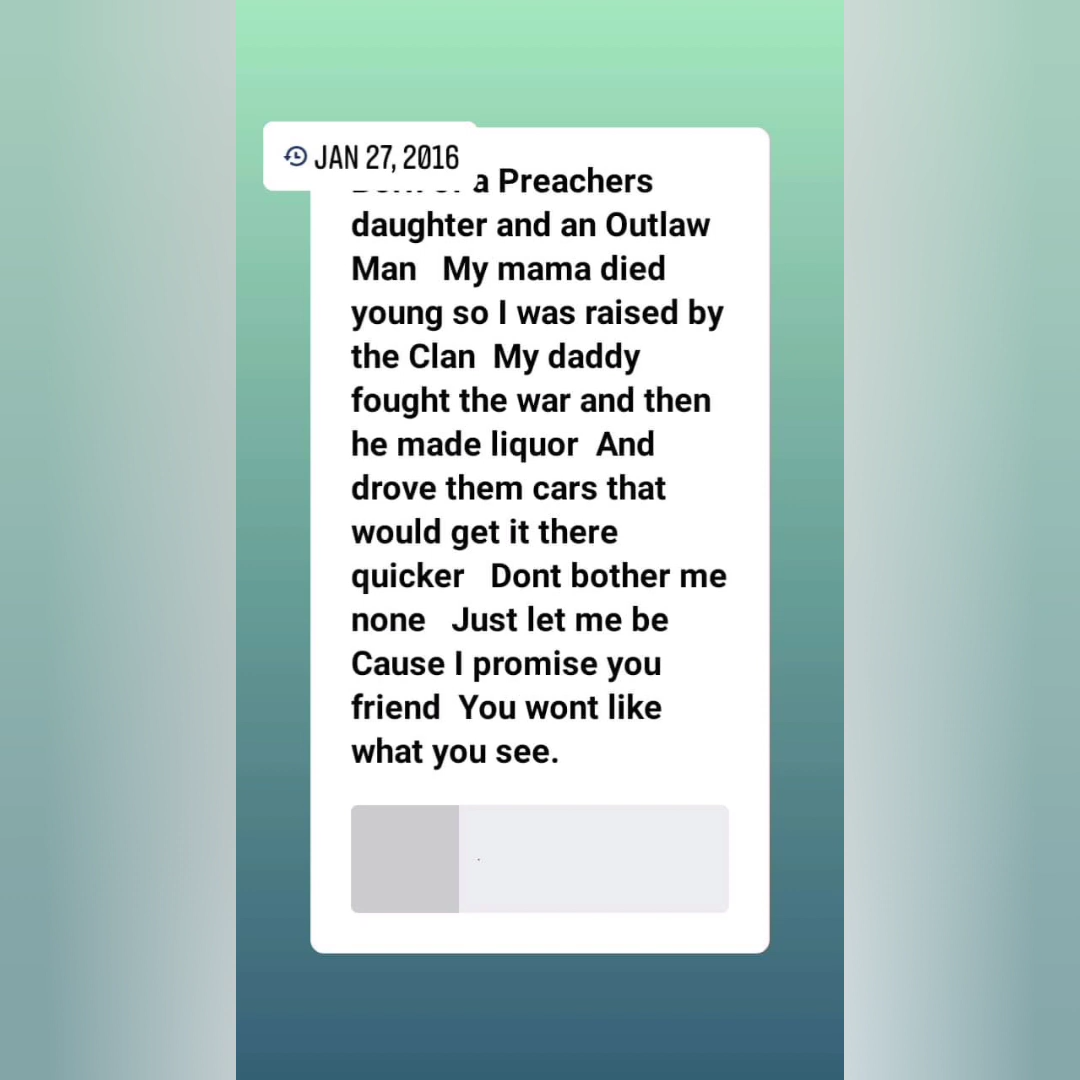 JAN 27, 2016
a Preachers
daughter and an Outlaw
Man   My mama died
young so I was raised by
the Clan  My daddy
fought the war and then
he made liquor  And
drove them cars that
would get it there
quicker   Dont bother me
none   Just let me be
Cause I promise you
friend  You wont like
what you see.
.